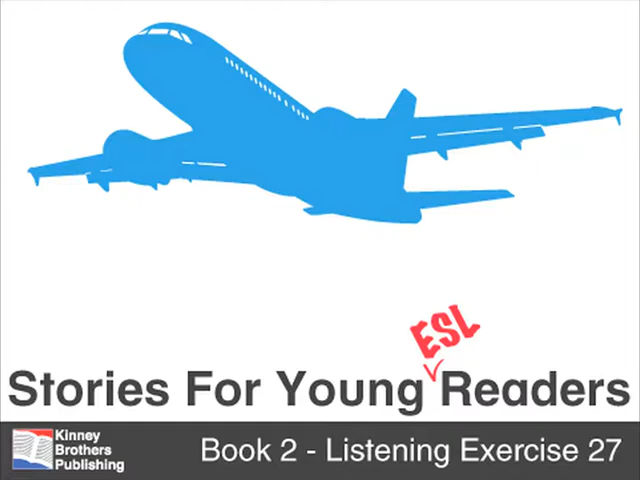 ESL
Stories For Young Readers
Kinney
Brothers
Publishing
Book 2 - Listening Exercise 27